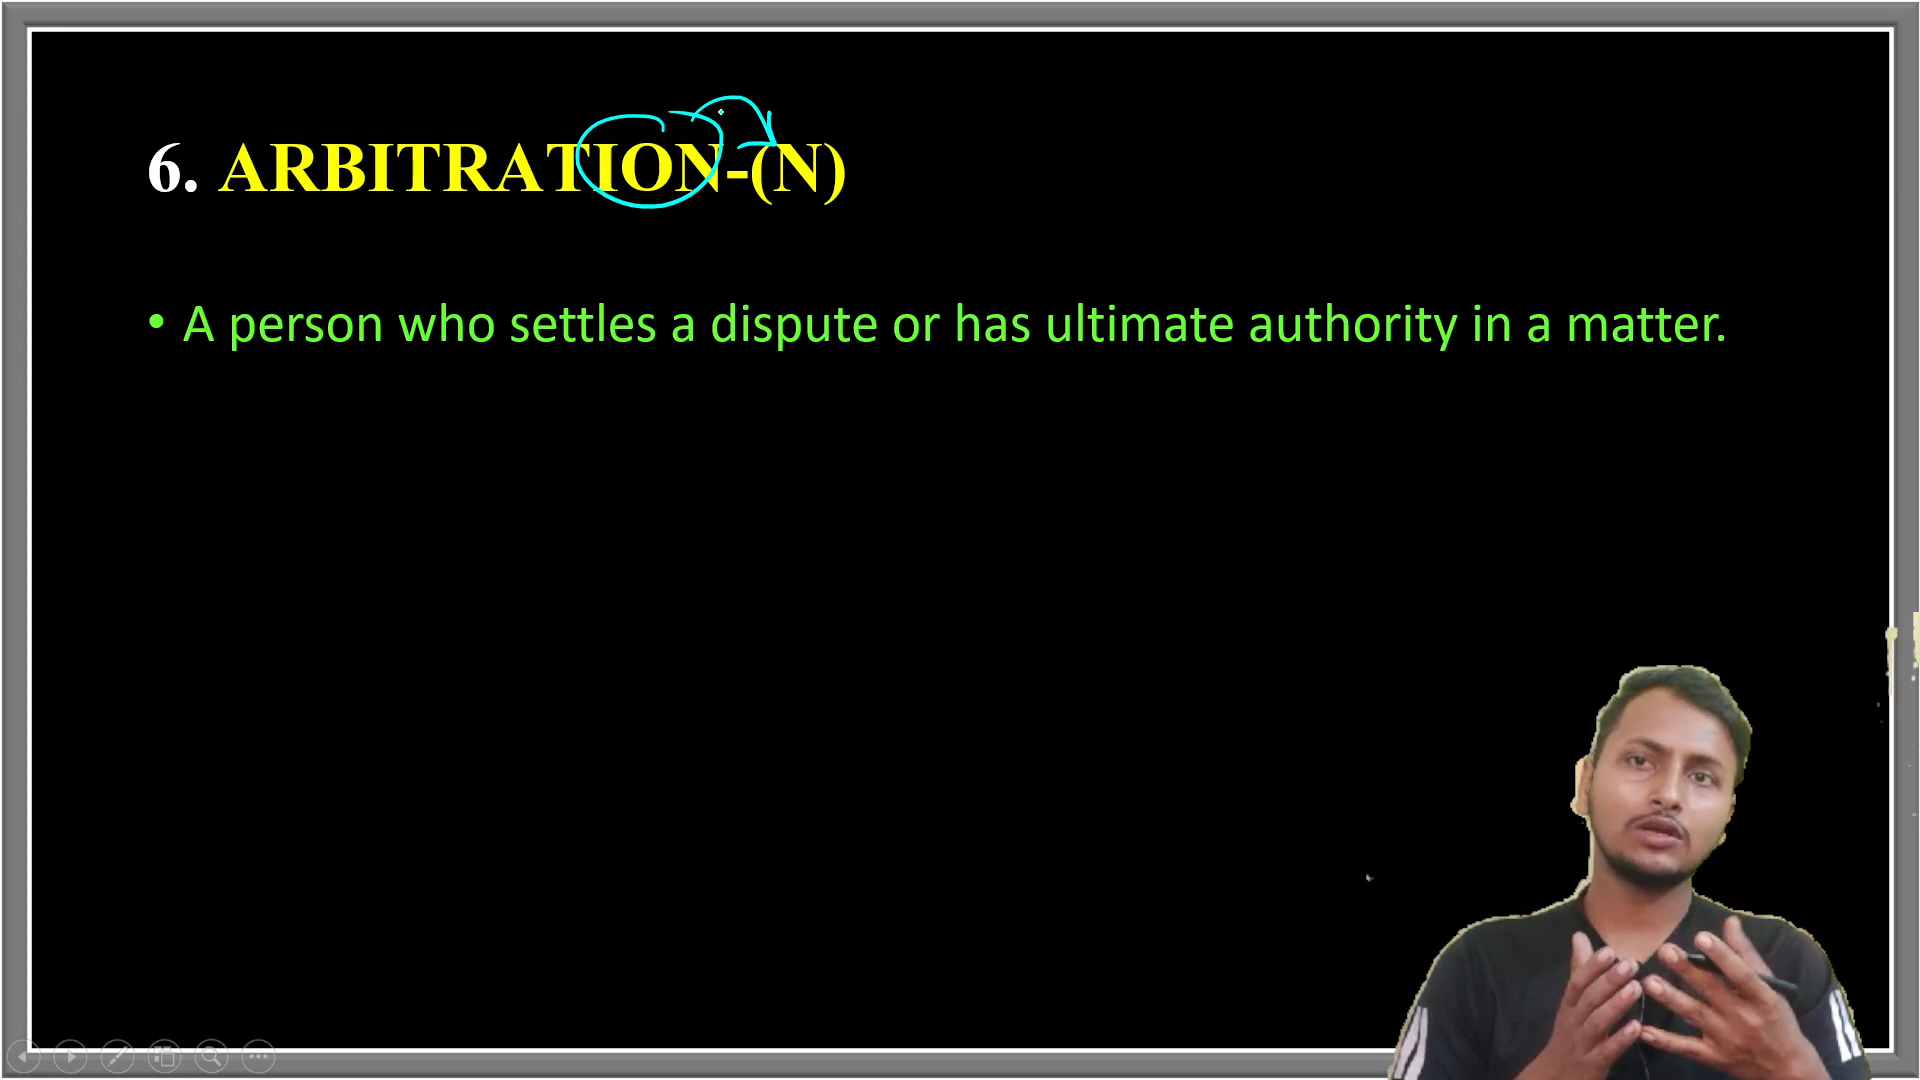 6. ARBITRATION-(N)
• A person who settles a dispute or has ultimate authority in a matter.